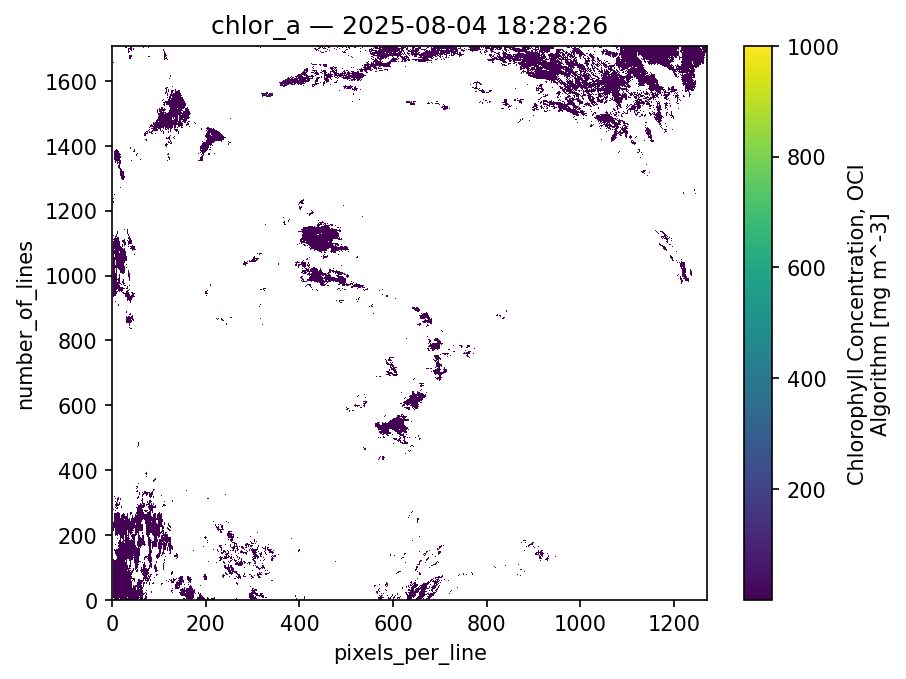 chlor_a — 2025-08-04 18:28:26
number_of_lines
1600
1400
1200
1000
800
600
400
200
0
0 200 400 600 800 1000 1200
pixels_per_line
1000
800
600
400
200
Chlorophyll Concentration, OCI
Algorithm [mg m^-3]